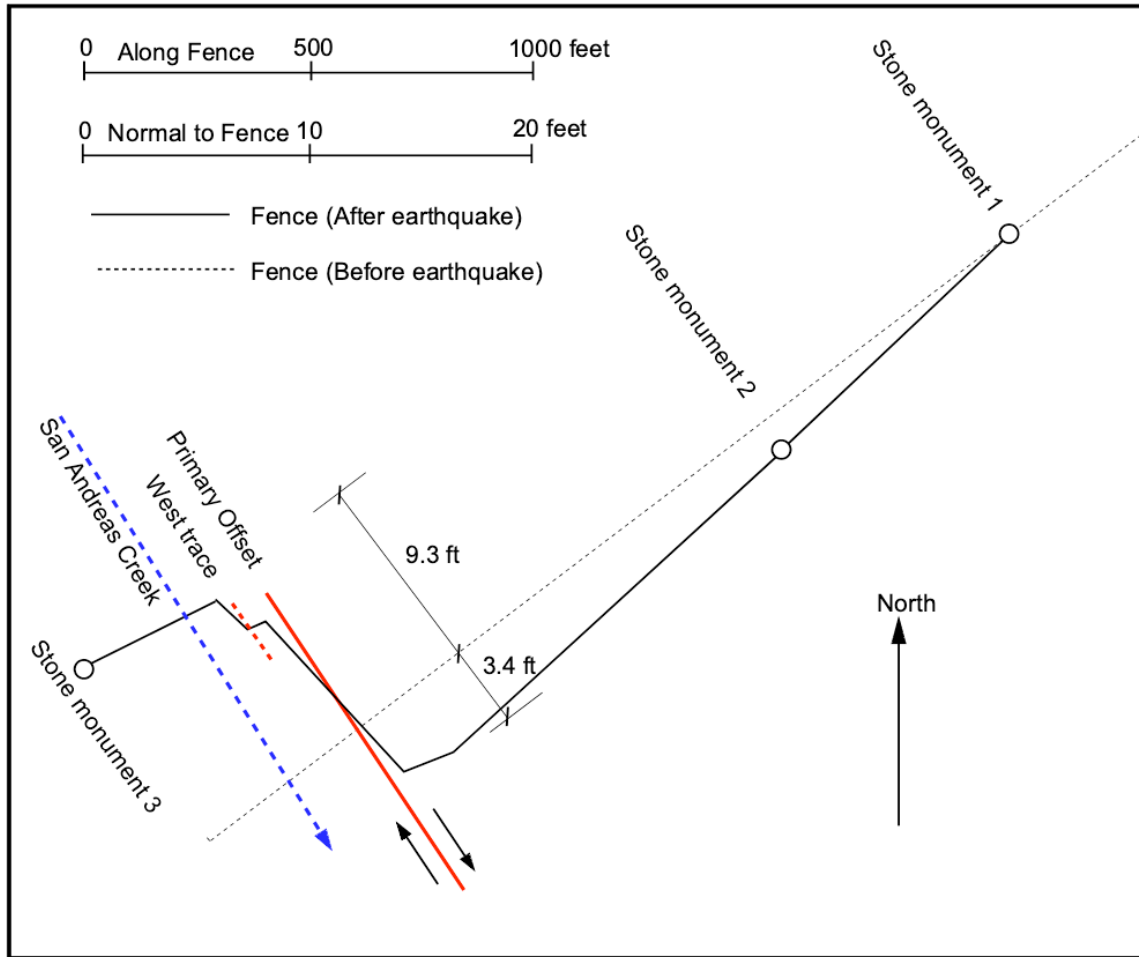 0 Along Fence 500 1000 feet
0 Normal to Fence 10 20 feet
Fence (After earthquake)
Fence (Before earthquake)
Stone monument 1
Stone monument 2
San Andreas Creek
West trace
Primary Offset
9.3 ft
3.4 ft
North
Stone monument 3